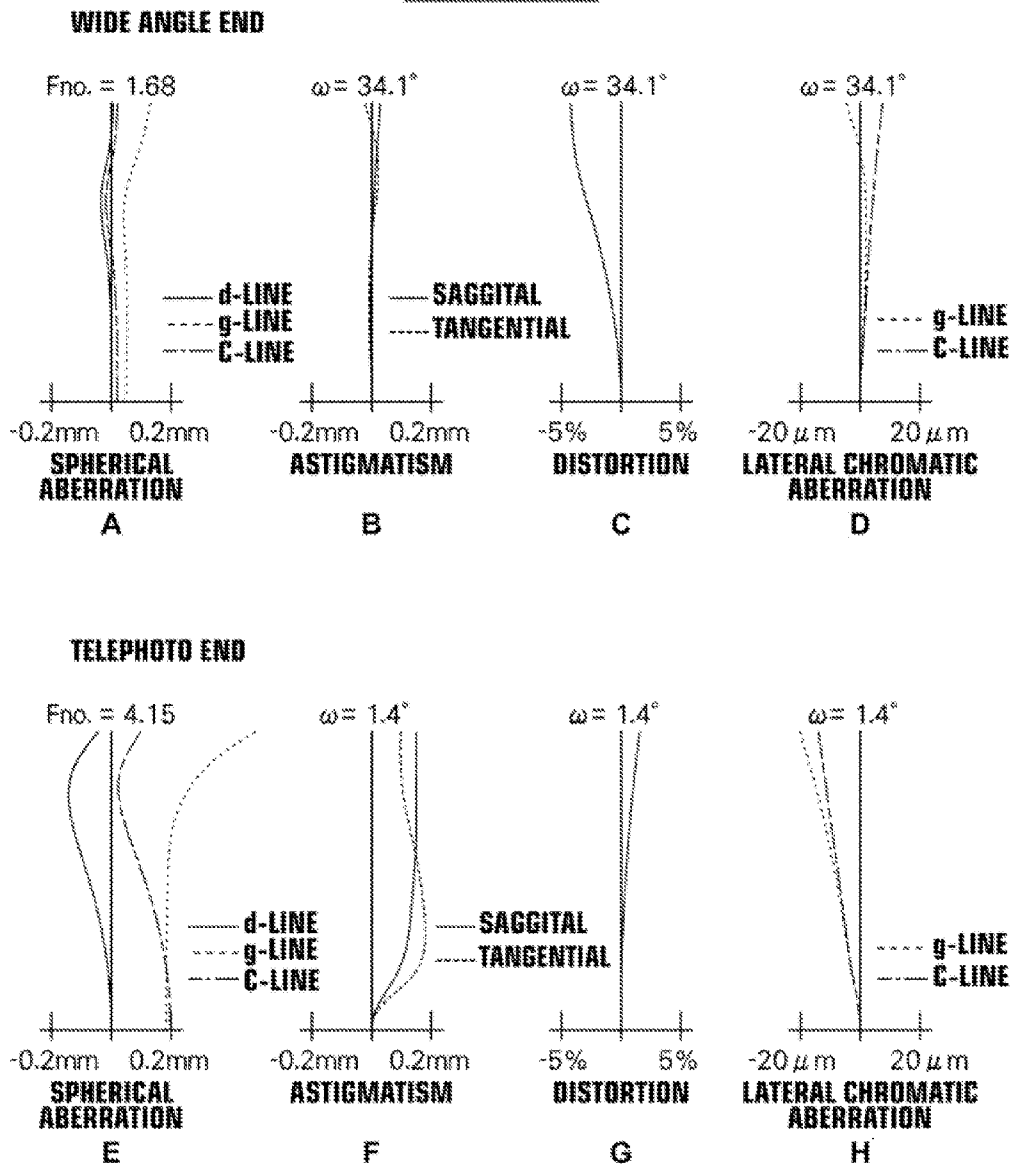 WIDE ANGLE END
Fno. = 1.68
ω = 34.1°
ω = 34.1°
ω = 34.1°
d-LINE
g-LINE
C-LINE
SAGGITAL
TANGENTIAL
g-LINE
C-LINE
-0.2mm 0.2mm
-0.2mm 0.2mm
-5% 5%
-20 μm 20 μm
SPHERICAL
ABERRATION
ASTIGMATISM
DISTORTION
LATERAL CHROMATIC
ABERRATION
A
B
C
D
TELEPHOTO END
Fno. = 4.15
ω = 1.4°
ω = 1.4°
ω = 1.4°
d-LINE
g-LINE
C-LINE
SAGGITAL
TANGENTIAL
g-LINE
C-LINE
-0.2mm 0.2mm
-0.2mm 0.2mm
-5% 5%
-20 μm 20 μm
SPHERICAL
ABERRATION
ASTIGMATISM
DISTORTION
LATERAL CHROMATIC
ABERRATION
E
F
G
H